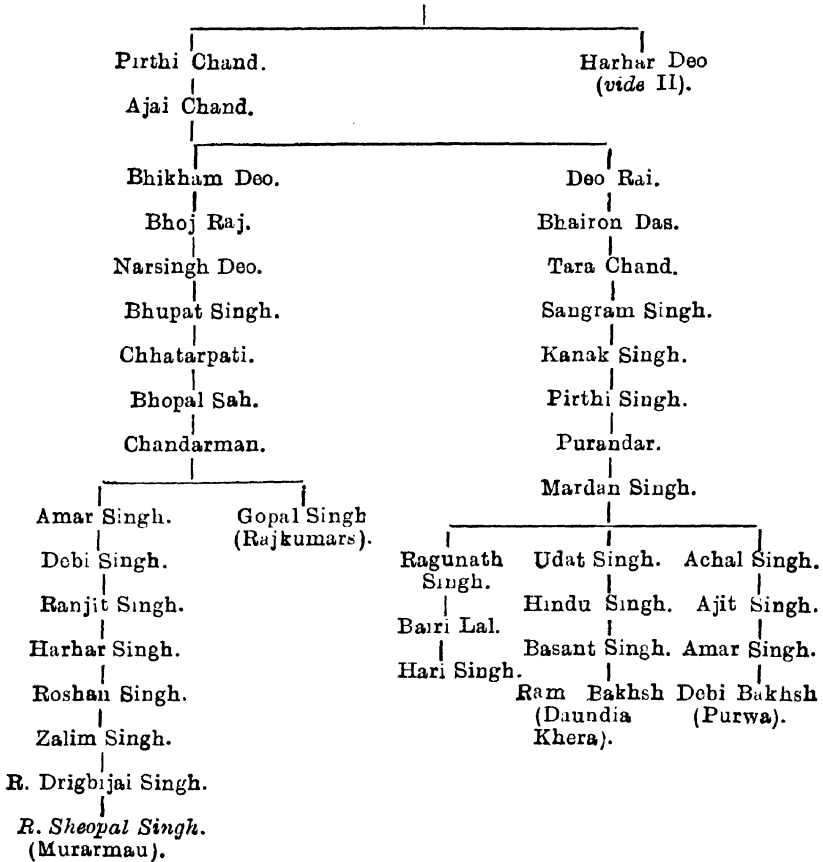 Pirthi Chand.
Harhar Deo
(vide II).
Ajai Chand.
Bhikham Deo.
Deo Rai.
Bhoj Raj.
Bhairon Das.
Narsingh Deo.
Tara Chand.
Bhupat Singh.
Sangram Singh.
Chhatarpati.
Kanak Singh.
Bhopal Sah.
Pirthi Singh.
Chandarman.
Purandar.
Mardan Singh.
Amar Singh.
Gopal Singh
(Rajkumars).
Debi Singh.
Ranjit Singh.
Harhar Singh.
Roshan Singh.
Zalim Singh.
R. Drigbijai Singh.
R. Sheopal Singh.
(Murarmau).
Ragunath
Singh.
Bairi Lal.
Hari Singh.
Udat Singh.
Hindu Singh.
Basant Singh.
Ram Bakhsh
(Daundia
Khera).
Achal Singh.
Ajit Singh.
Amar Singh.
Debi Bakhsh
(Purwa).